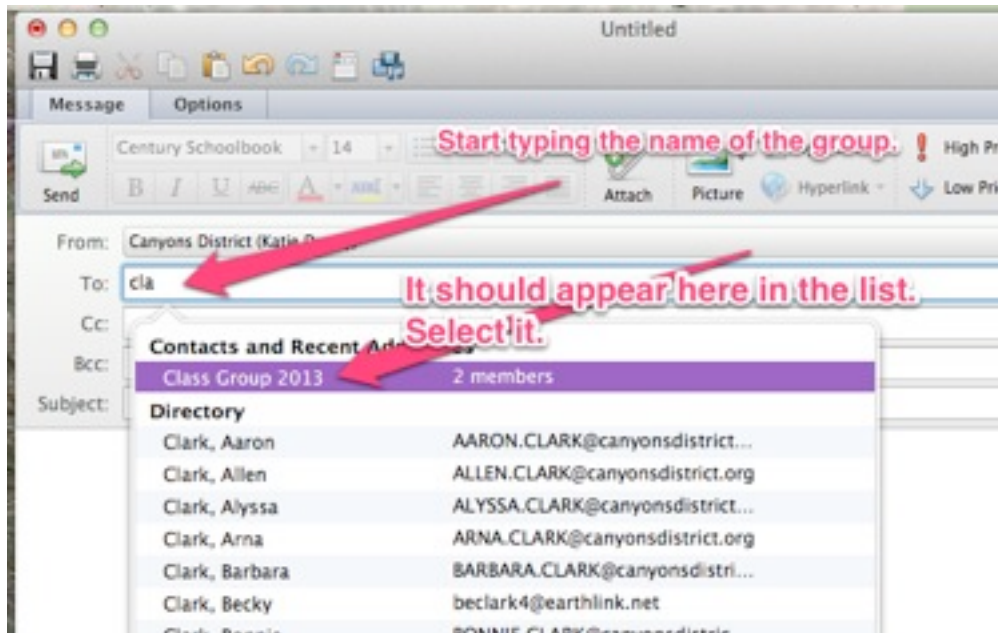 Untitled
Message Options
Century Schoolbook 14
Start typing the name of the group.
High
B I U ABC A
Send Attach Picture Hyperlink Low
From: Canyons District (Katie
To: cla
It should appear here in the list.
Cc:
Select it.
Contacts and Recent
Bcc:
Class Group 2013 2 members
Subject:
Directory
Clark, Aaron AARON.CLARK@canyonsdistrict...
Clark, Allen ALLEN.CLARK@canyonsdistrict.org
Clark, Alyssa ALYSSA.CLARK@canyonsdistrict...
Clark, Arna ARNA.CLARK@canyonsdistrict.org
Clark, Barbara BARBARA.CLARK@canyonsdistri...
Clark, Becky beclark4@earthlink.net